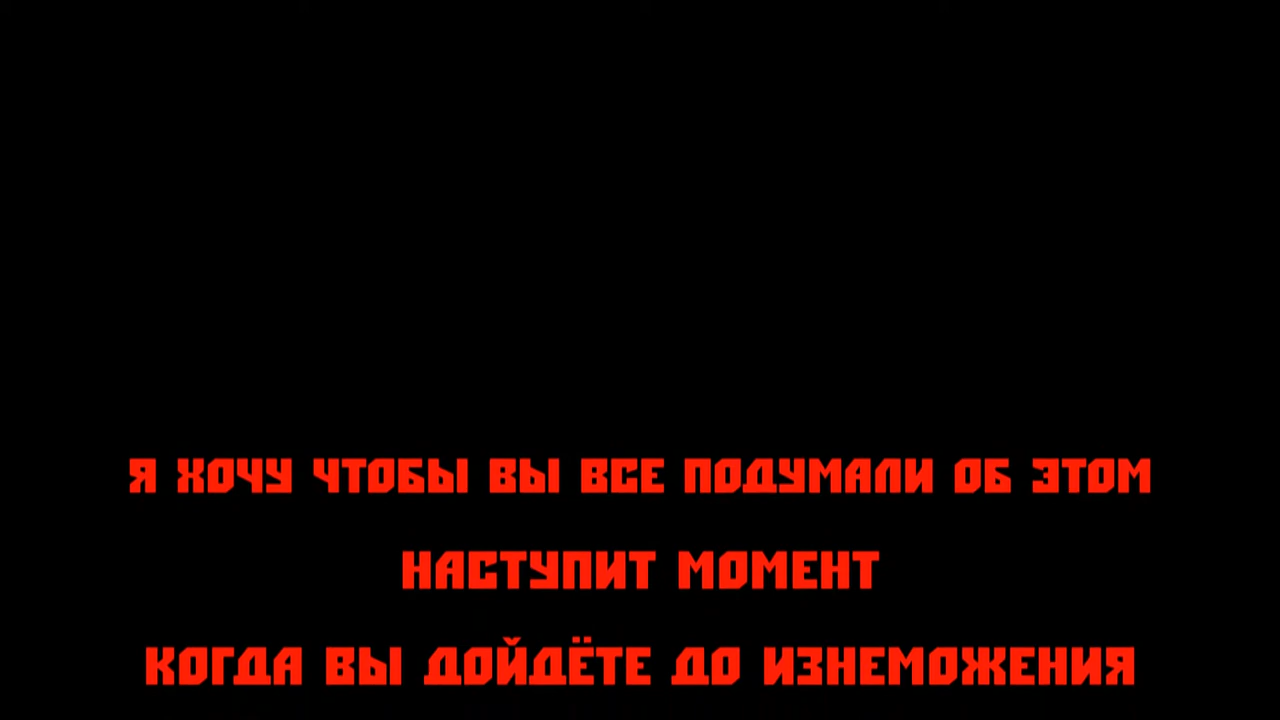 Я ХОЧУ ЧТОБЫ ВЫ ВСЕ ПОДУМАЛИ ОБ ЭТОМ
НАСТУПИТ МОМЕНТ
КОГДА ВЫ ДОЙДЁТЕ ДО ИЗНЕМОЖЕНИЯ